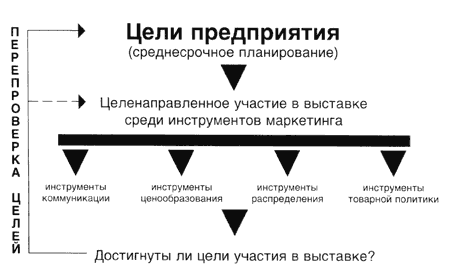 ПЕРЕПРОВЕРКА ЦЕЛЕЙ
Цели предприятия
(среднесрочное планирование)
Целенаправленное участие в выставке
среди инструментов маркетинга
инструменты
коммуникации
инструменты
ценообразования
инструменты
распределения
инструменты
товарной политики
Достигнуты ли цели участия в выставке?